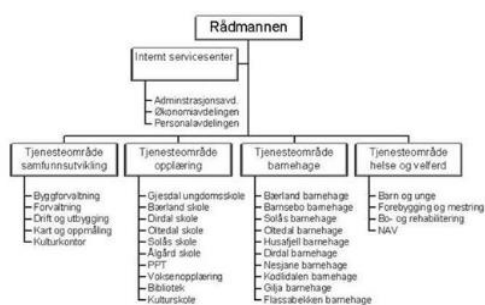 Rådmannen
Internt servicesenter
Adminstrasjonsavd.
Økonomiavdelingen
Personalavdelingen
Tjenesteområde
samfunnsutvikling
Byggforvaltning
Forvaltning
Drift og utbygging
Kart og oppmåling
Kulturkontor
Tjenesteområde
opplæring
Gjesdal ungdomsskole
Bærland skole
Dirdal skole
Oltedal skole
Solås skole
Ålgård skole
PPT
Voksenopplæring
Bibliotek
Kulturskole
Tjenesteområde
barnehage
Bærland barnehage
Barnsebo barnehage
Solås barnehage
Oltedal barnehage
Husafjell barnehage
Dirdal barnehage
Nesjane barnehage
Kodlidalen barnehage
Gilja barnehage
Flassabekken barnehage
Tjenesteområde
helse og velferd
Barn og unge
Forebygging og mestring
Bo- og rehabilitering
NAV